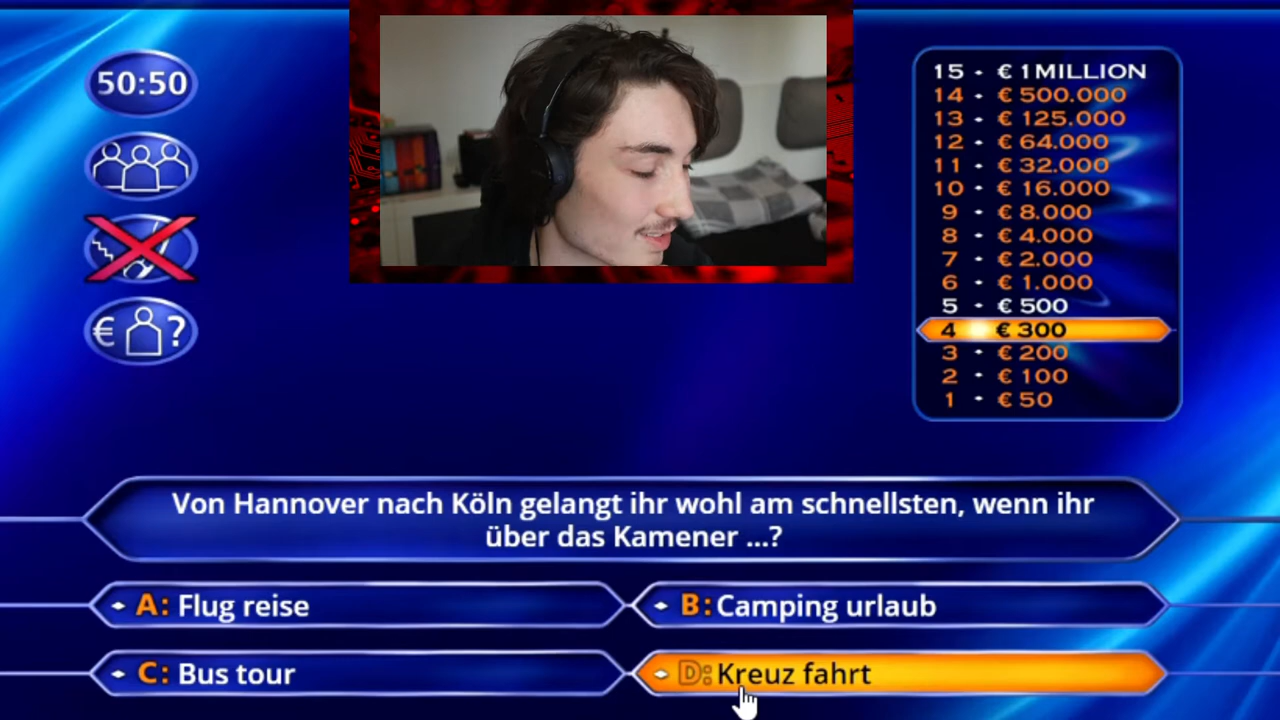 50:50
€ ?
15 · € 1 MILLION
14 · € 500.000
13 · € 125.000
12 · € 64.000
11 · € 32.000
10 · € 16.000
9 · € 8.000
8 · € 4.000
7 · € 2.000
6 · € 1.000
5 · € 500
4 · € 300
3 · € 200
2 · € 100
1 · € 50
Von Hannover nach Köln gelangt ihr wohl am schnellsten, wenn ihr
über das Kamener ...?
A: Flug reise
B: Camping urlaub
C: Bus tour
D: Kreuz fahrt